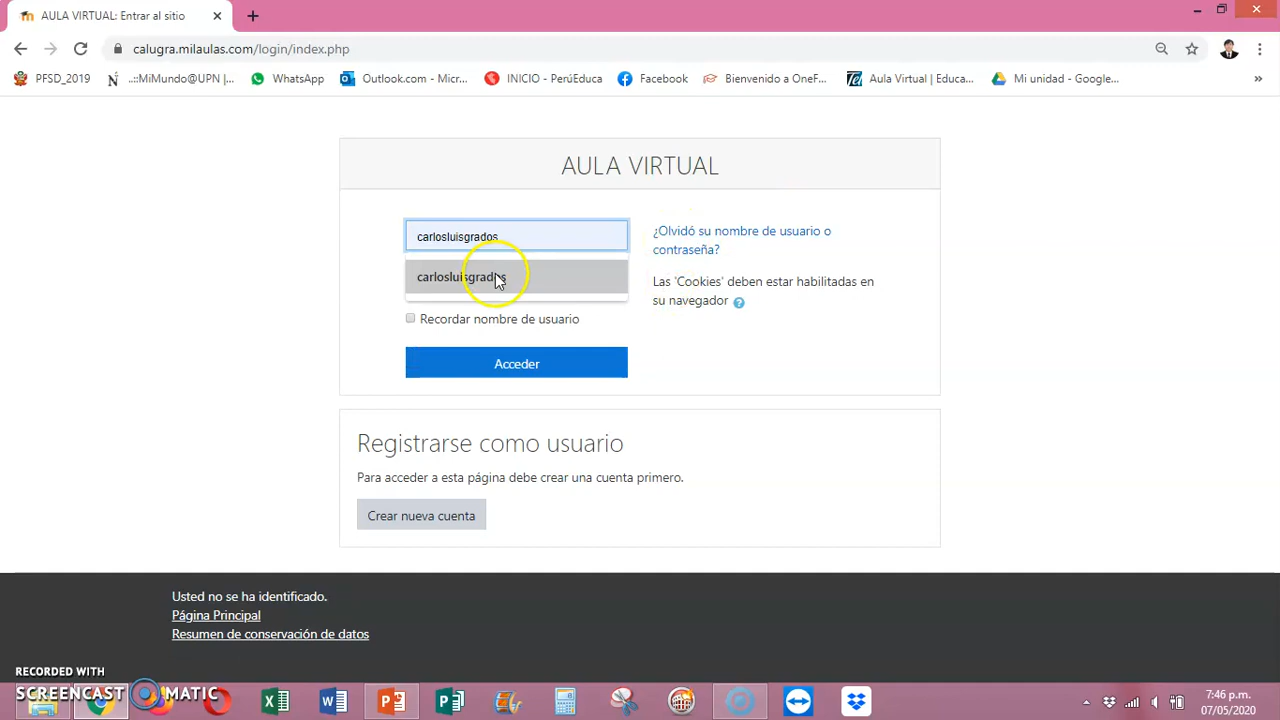 AULA VIRTUAL: Entrar al sitio
calugra.milaulas.com/login/index.php
PFSD_2019
..::MiMundo@UPN |...
WhatsApp
Outlook.com - Micr...
INICIO - PerúEduca
Facebook
Bienvenido a OneF...
Aula Virtual | Educa...
Mi unidad - Google...
»
AULA VIRTUAL
carlosluisgrados
carlosluisgrados
Recordar nombre de usuario
Acceder
¿Olvidó su nombre de usuario o
contraseña?
Las 'Cookies' deben estar habilitadas en
su navegador
Registrarse como usuario
Para acceder a esta página debe crear una cuenta primero.
Crear nueva cuenta
Usted no se ha identificado.
Página Principal
Resumen de conservación de datos
RECORDED WITH
SCREENCAST MATIC
7:46 p.m.
07/05/2020